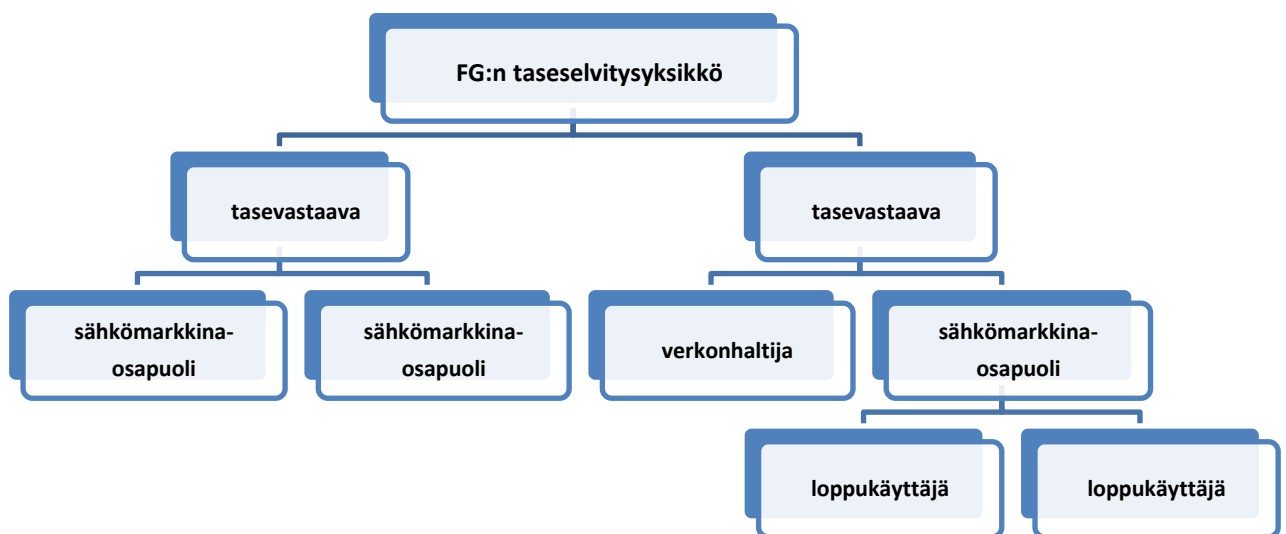 FG:n taseselvitysyksikkö
tasevastaava
tasevastaava
sähkömarkkina-
osapuoli
sähkömarkkina-
osapuoli
verkonhaltija
sähkömarkkina-
osapuoli
loppukäyttäjä
loppukäyttäjä